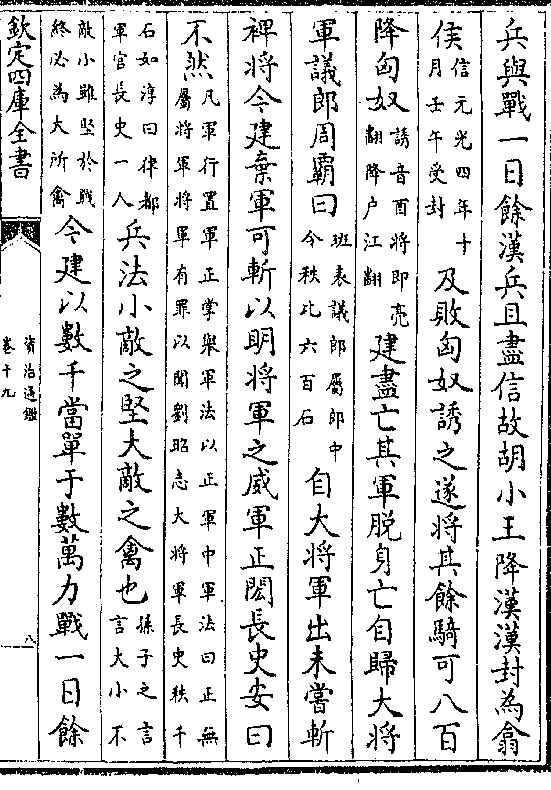 兵與戰一日餘漢兵且盡信故胡小王降漢漢封為翕
侯信元光四年十月壬午受封及敗匈奴誘之遂將其餘騎可八百
降匈奴誘音酉將即亮翻降户江翻建盡亡其軍脱身亡自歸大將
軍議郎周霸曰班表議郎屬郎中令秩比六百石自大將軍出未嘗斬
裨將今建棄軍可斬以明將軍之威軍正閎長史安曰
不然凡軍行置軍正掌舉軍法以正軍中軍法曰正無屬將軍將軍有罪以聞劉昭志大將軍長史秩千
石如淳曰律都軍官長史一人兵法小敵之堅大敵之禽也孫子之言言大小不
敵小雖堅於戰終必為大所禽今建以數千當單于數萬力戰一日餘
欽定四庫全書
資治通鑑
卷十九
八